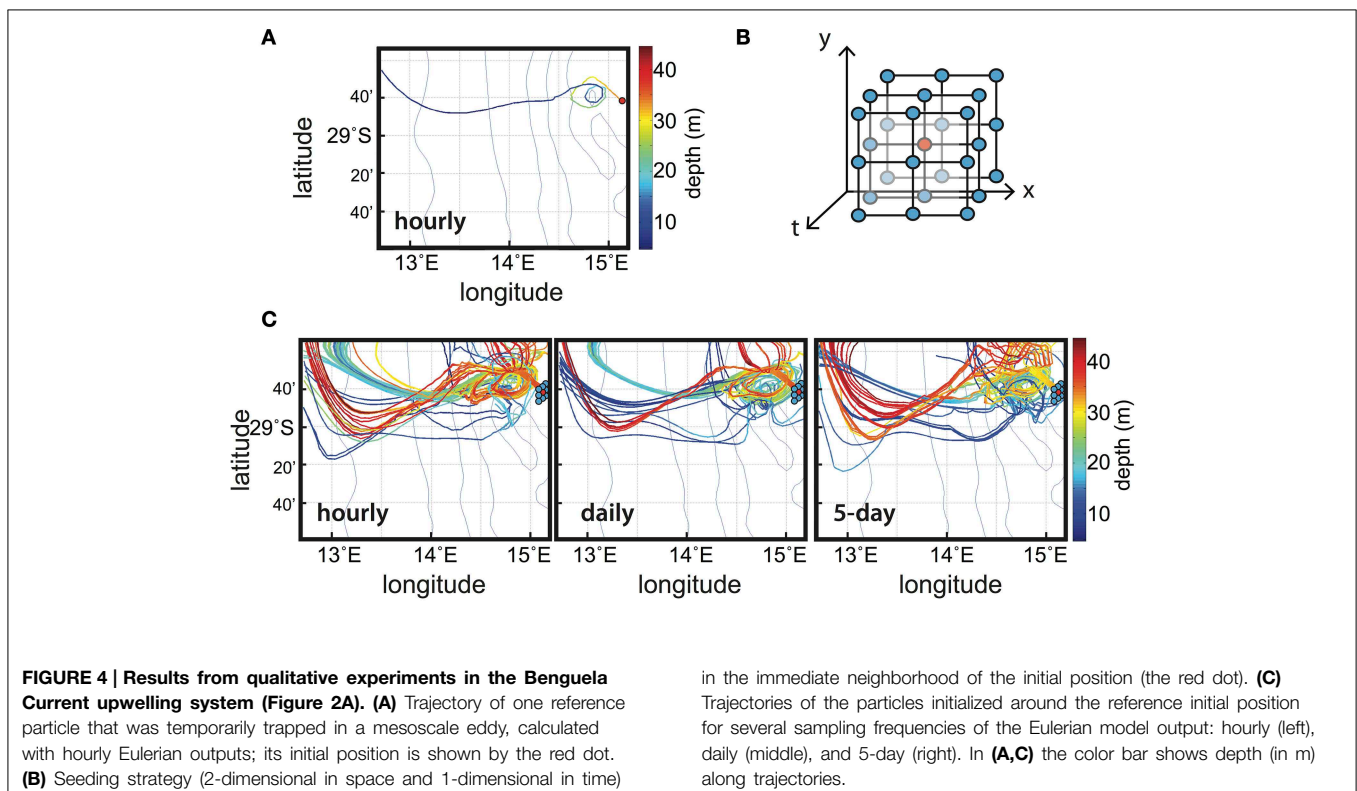 A
B
40'
29°S
20'
40'
latitude
hourly
13°E
14°E
15°E
longitude
40
30
20
10
depth (m)
y
x
t
C
40'
29°S
20'
40'
latitude
hourly
daily
5-day
13°E
14°E
15°E
13°E
14°E
15°E
13°E
14°E
15°E
longitude
longitude
longitude
40
30
20
10
depth (m)
FIGURE 4 | Results from qualitative experiments in the Benguela
Current upwelling system (Figure 2A). (A) Trajectory of one reference
particle that was temporarily trapped in a mesoscale eddy, calculated
with hourly Eulerian outputs; its initial position is shown by the red dot.
(B) Seeding strategy (2-dimensional in space and 1-dimensional in time)
in the immediate neighborhood of the initial position (the red dot). (C)
Trajectories of the particles initialized around the reference initial position
for several sampling frequencies of the Eulerian model output: hourly (left),
daily (middle), and 5-day (right). In (A,C) the color bar shows depth (in m)
along trajectories.